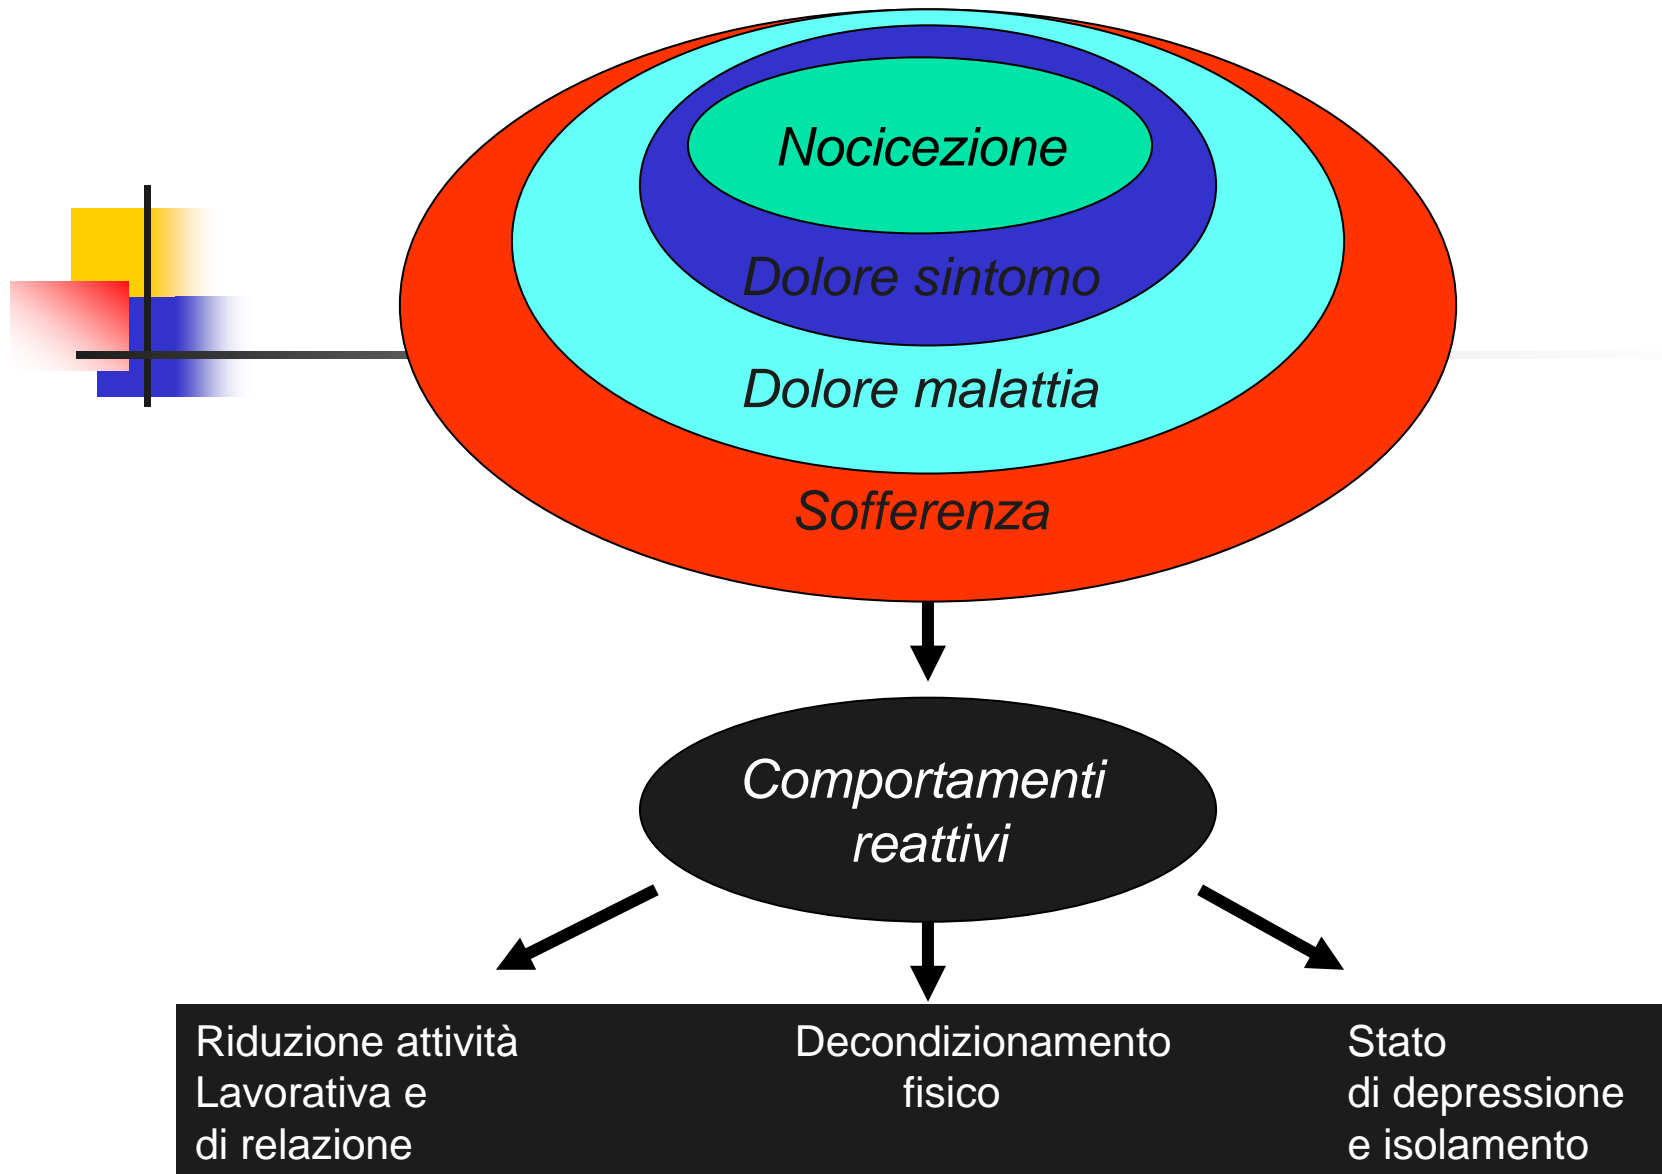 Nocicezione
Dolore sintomo
Dolore malattia
Sofferenza
Comportamenti
reattivi
Riduzione attività
Lavorativa e
di relazione
Decondizionamento
fisico
Stato
di depressione
e isolamento